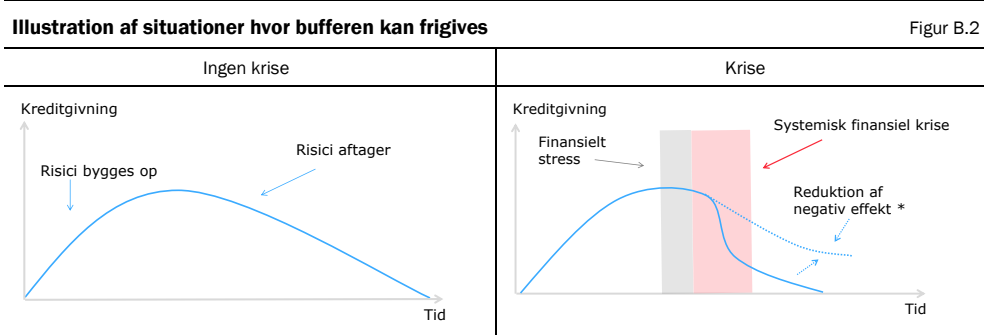 Illustration af situationer hvor bufferen kan frigives
Figur B.2
Ingen krise
Krise
Kreditgivning
Risici bygges op
Risici aftager
Tid
Kreditgivning
Finansielt
stress
Systemisk finansiel krise
Reduktion af
negativ effekt *
Tid